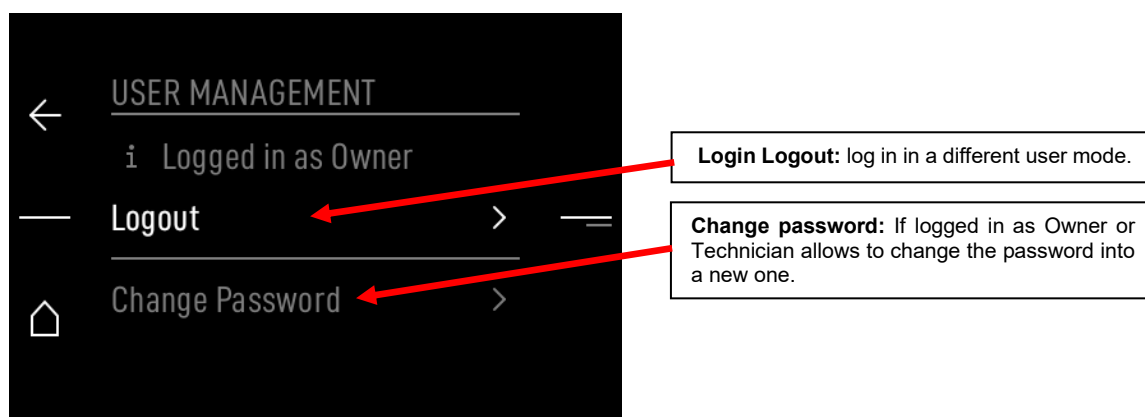 USER MANAGEMENT
i Logged in as Owner
Logout
Change Password
Login Logout: log in in a different user mode.
Change password: If logged in as Owner or
Technician allows to change the password into
a new one.